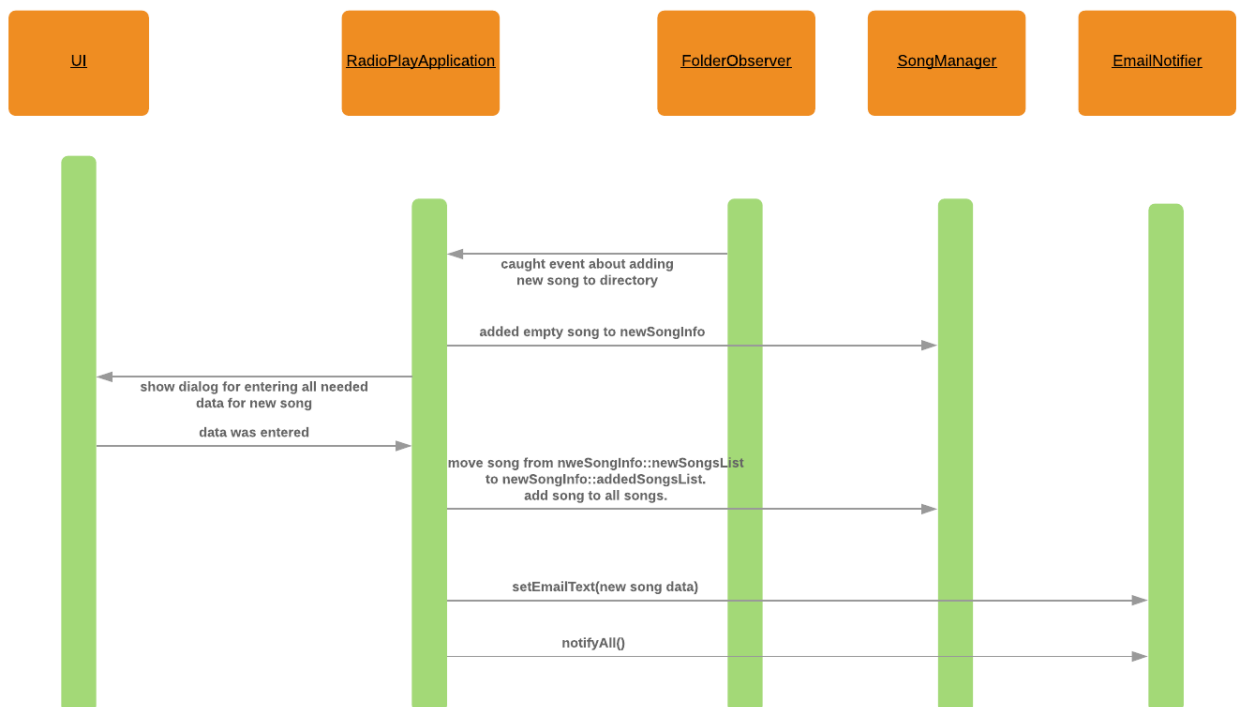 UI
RadioPlayApplication
FolderObserver
SongManager
EmailNotifier
caught event about adding
new song to directory
added empty song to newSongInfo
show dialog for entering all needed
data for new song
data was entered
move song from nweSongInfo::newSongsList
to newSongInfo::addedSongsList.
add song to all songs.
setEmailText(new song data)
notifyAll()